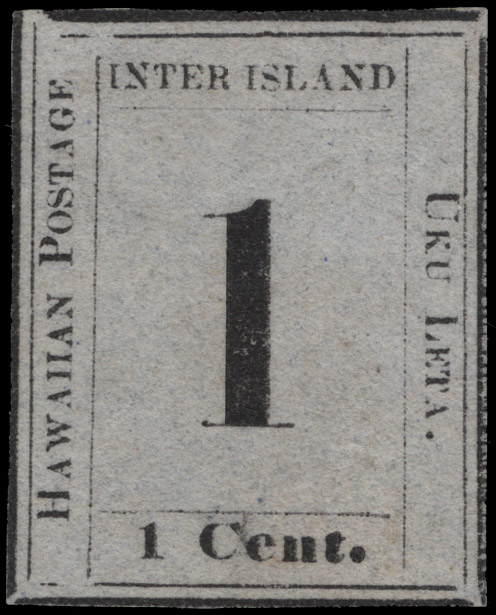 INTER ISLAND
HAWAIIAN POSTAGE
1
UKU LETA.
1 Cent.